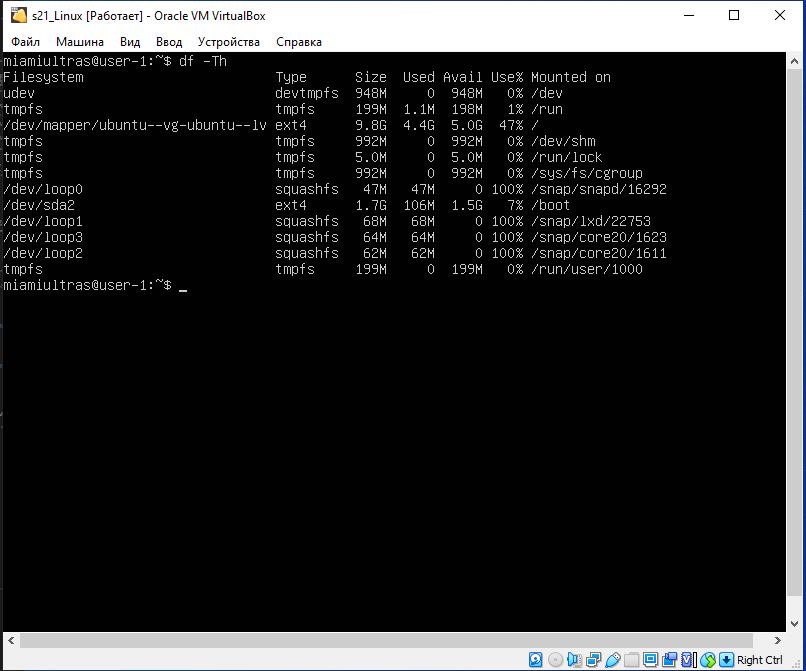 s21_Linux [Работает] - Oracle VM VirtualBox
Файл Машина Вид Ввод Устройства Справка
miamiultras@user-1:~$ df -Th
Filesystem Type Size Used Avail Use% Mounted on
udev devtmpfs 948M 0 948M 0% /dev
tmpfs tmpfs 199M 1.1M 198M 1% /run
/dev/mapper/ubuntu--vg-ubuntu--lv ext4 9.8G 4.4G 5.0G 47% /
tmpfs tmpfs 992M 0 992M 0% /dev/shm
tmpfs tmpfs 5.0M 0 5.0M 0% /run/lock
tmpfs tmpfs 992M 0 992M 0% /sys/fs/cgroup
/dev/loop0 squashfs 47M 47M 0 100% /snap/snapd/16292
/dev/sda2 ext4 1.7G 106M 1.5G 7% /boot
/dev/loop1 squashfs 68M 68M 0 100% /snap/lxd/22753
/dev/loop3 squashfs 64M 64M 0 100% /snap/core20/1623
/dev/loop2 squashfs 62M 62M 0 100% /snap/core20/1611
tmpfs tmpfs 199M 0 199M 0% /run/user/1000
miamiultras@user-1:~$ _
Right Ctrl